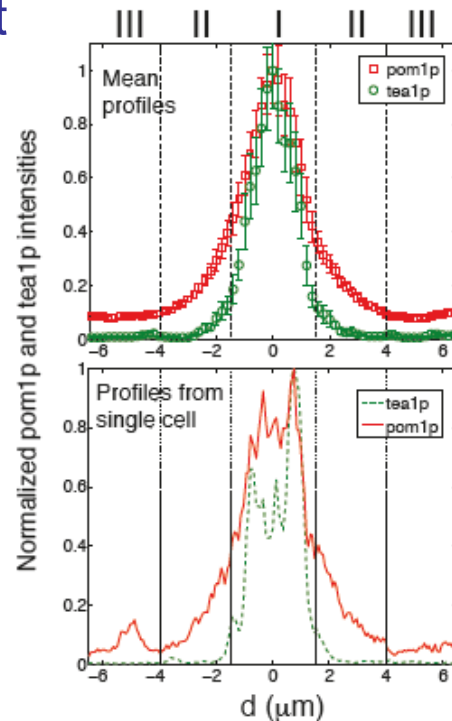 t
III II I II III
Normalized pom1p and tea1p intensities
1
0.8
0.6
0.4
0.2
0
Mean
profiles
pom1p
tea1p
−6 −4 −2 0 2 4 6
1
0.8
0.6
0.4
0.2
0
Profiles from
single cell
tea1p
pom1p
−6 −4 −2 0 2 4 6
d (μm)